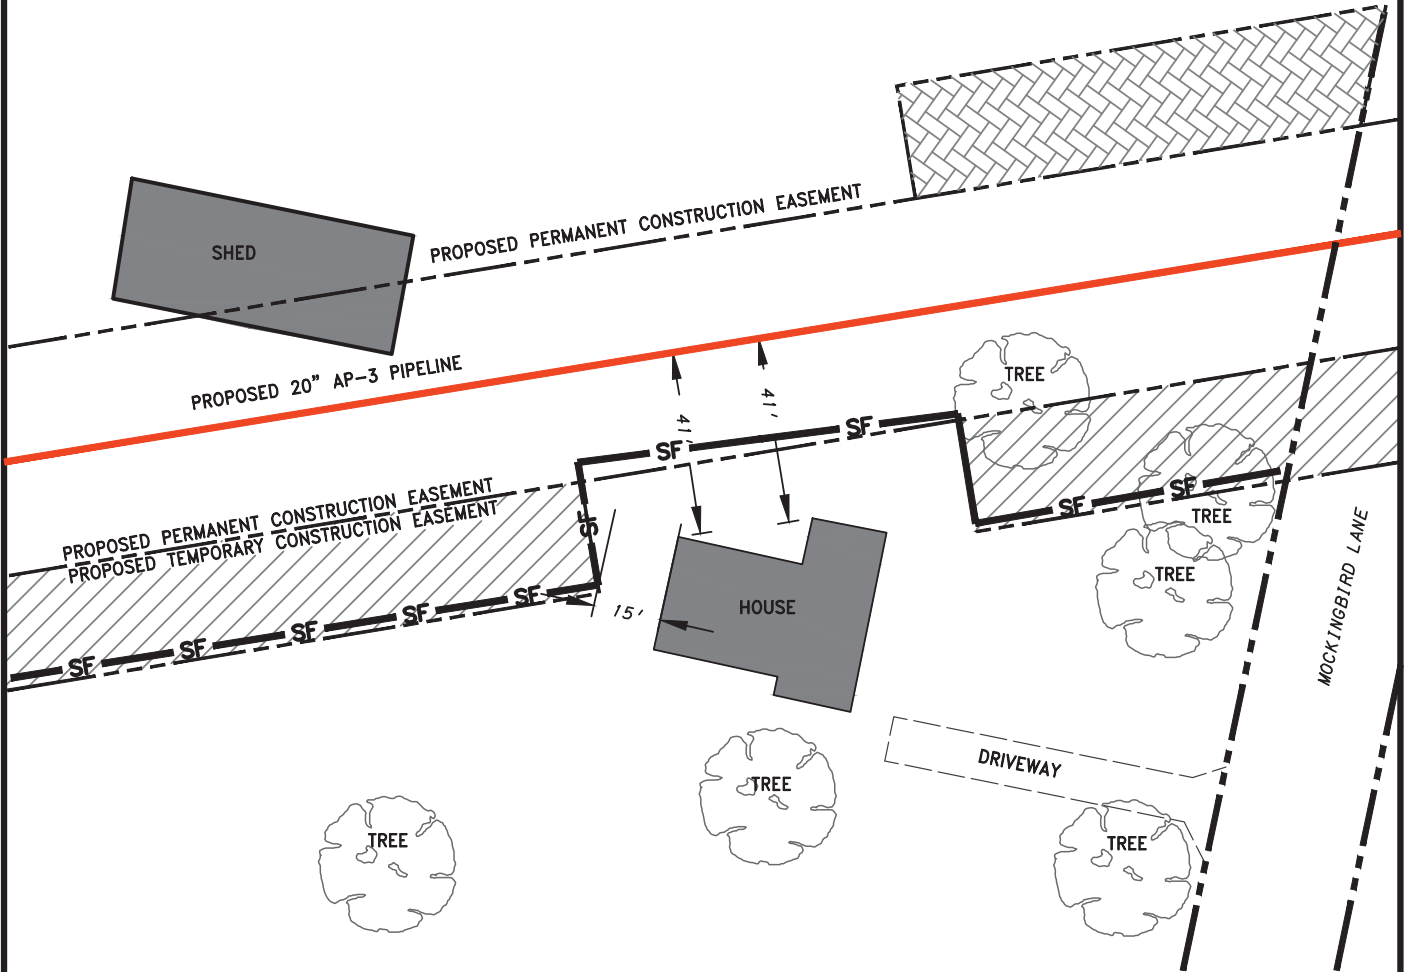 PROPOSED PERMANENT CONSTRUCTION EASEMENT
SHED
PROPOSED 20” AP-3 PIPELINE
TREE
41'
41'
SF
SF
PROPOSED PERMANENT CONSTRUCTION EASEMENT
PROPOSED TEMPORARY CONSTRUCTION EASEMENT
SF
SF
SF
TREE
TREE
MOCKINGBIRD LANE
HOUSE
15'
SF
SF
SF
SF
SF
DRIVEWAY
TREE
TREE
TREE